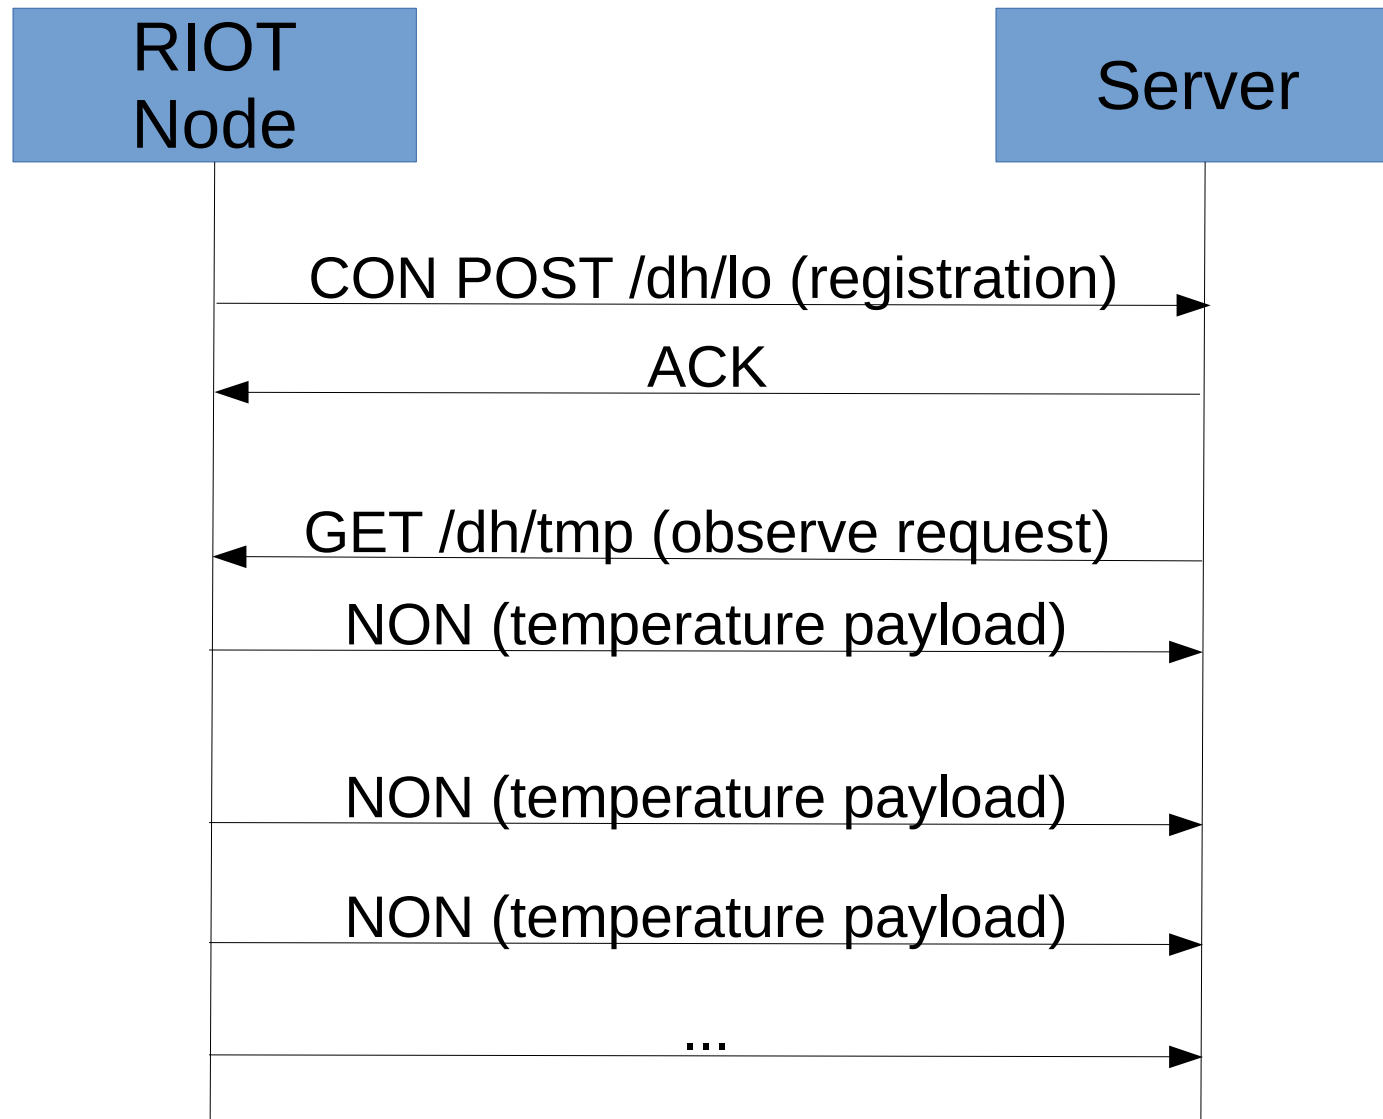 RIOT
Node
Server
CON POST /dh/lo (registration)
ACK
GET /dh/tmp (observe request)
NON (temperature payload)
NON (temperature payload)
NON (temperature payload)
...